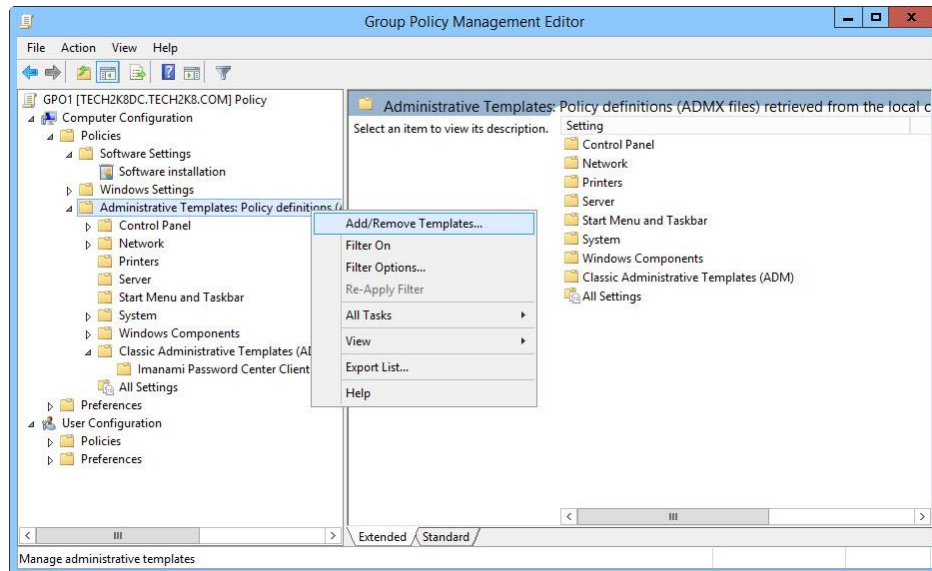 Group Policy Management Editor
File Action View Help
GPO1 [TECH2K8DC.TECH2K8.COM] Policy
Computer Configuration
Policies
Software Settings
Software installation
Windows Settings
Administrative Templates: Policy definitions (
Control Panel
Network
Printers
Server
Start Menu and Taskbar
System
Windows Components
Classic Administrative Templates (
Imanami Password Center Client
All Settings
Preferences
User Configuration
Policies
Preferences
Add/Remove Templates...
Filter On
Filter Options...
Re-Apply Filter
All Tasks
View
Export List...
Help
Administrative Templates: Policy definitions (ADMX files) retrieved from the local c
Select an item to view its description.
Setting
Control Panel
Network
Printers
Server
Start Menu and Taskbar
System
Windows Components
Classic Administrative Templates (ADM)
All Settings
Extended Standard
Manage administrative templates